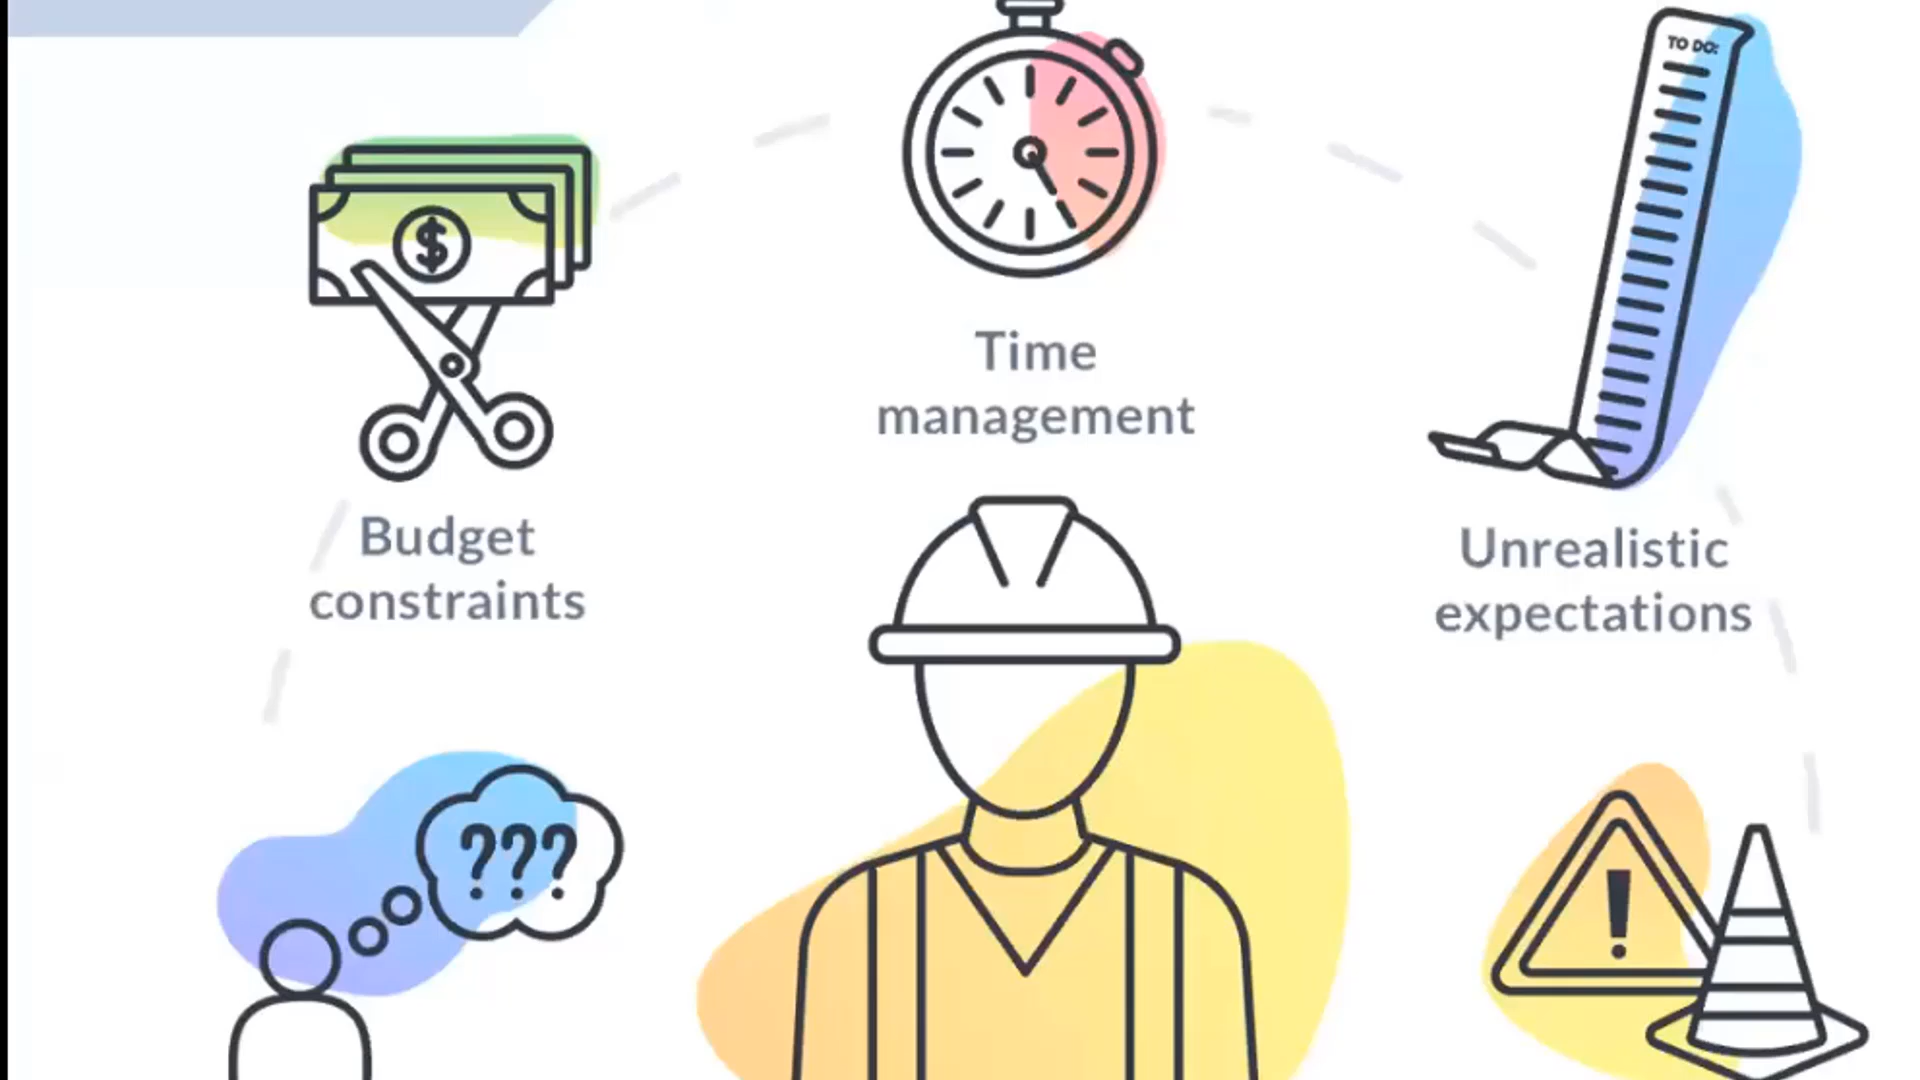 TO DO:
$
Time
management
Budget
constraints
Unrealistic
expectations
???
!